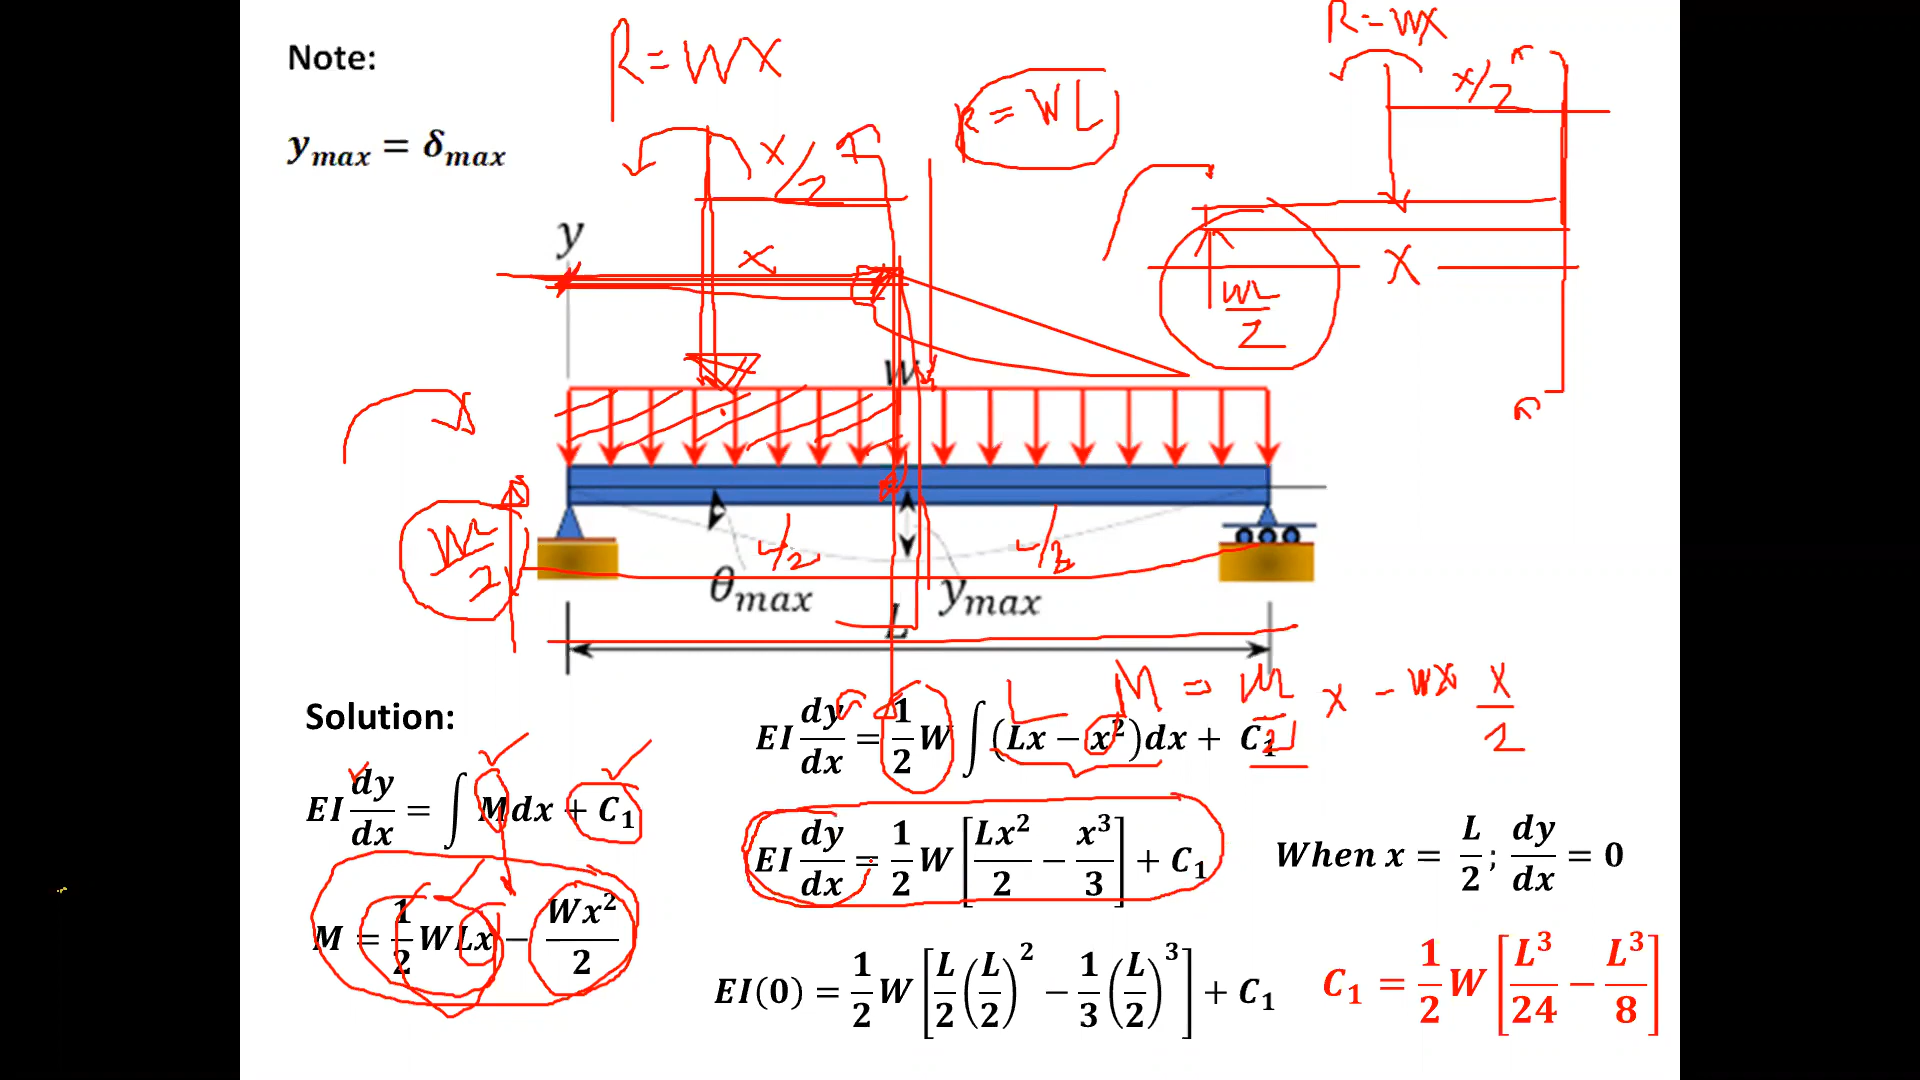 Note:
R = WX
R = WX
X/2
y_max = δ_max
R = WL
X/2
y
X
X
WL/2
W
WL/2
L/2
L/2
θ_max
y_max
L
M = WL/2 X - WX X/2
Solution:
EI dy/dx = 1/2 W ∫(Lx − x²)dx + C₁
EI dy/dx = ∫ Mdx + C₁
EI dy/dx = 1/2 W [Lx²/2 − x³/3] + C₁
When x = L/2; dy/dx = 0
M = 1/2 WLx − Wx²/2
EI(0) = 1/2 W [L/2 (L/2)² − 1/3 (L/2)³] + C₁
C₁ = 1/2 W [L³/24 − L³/8]